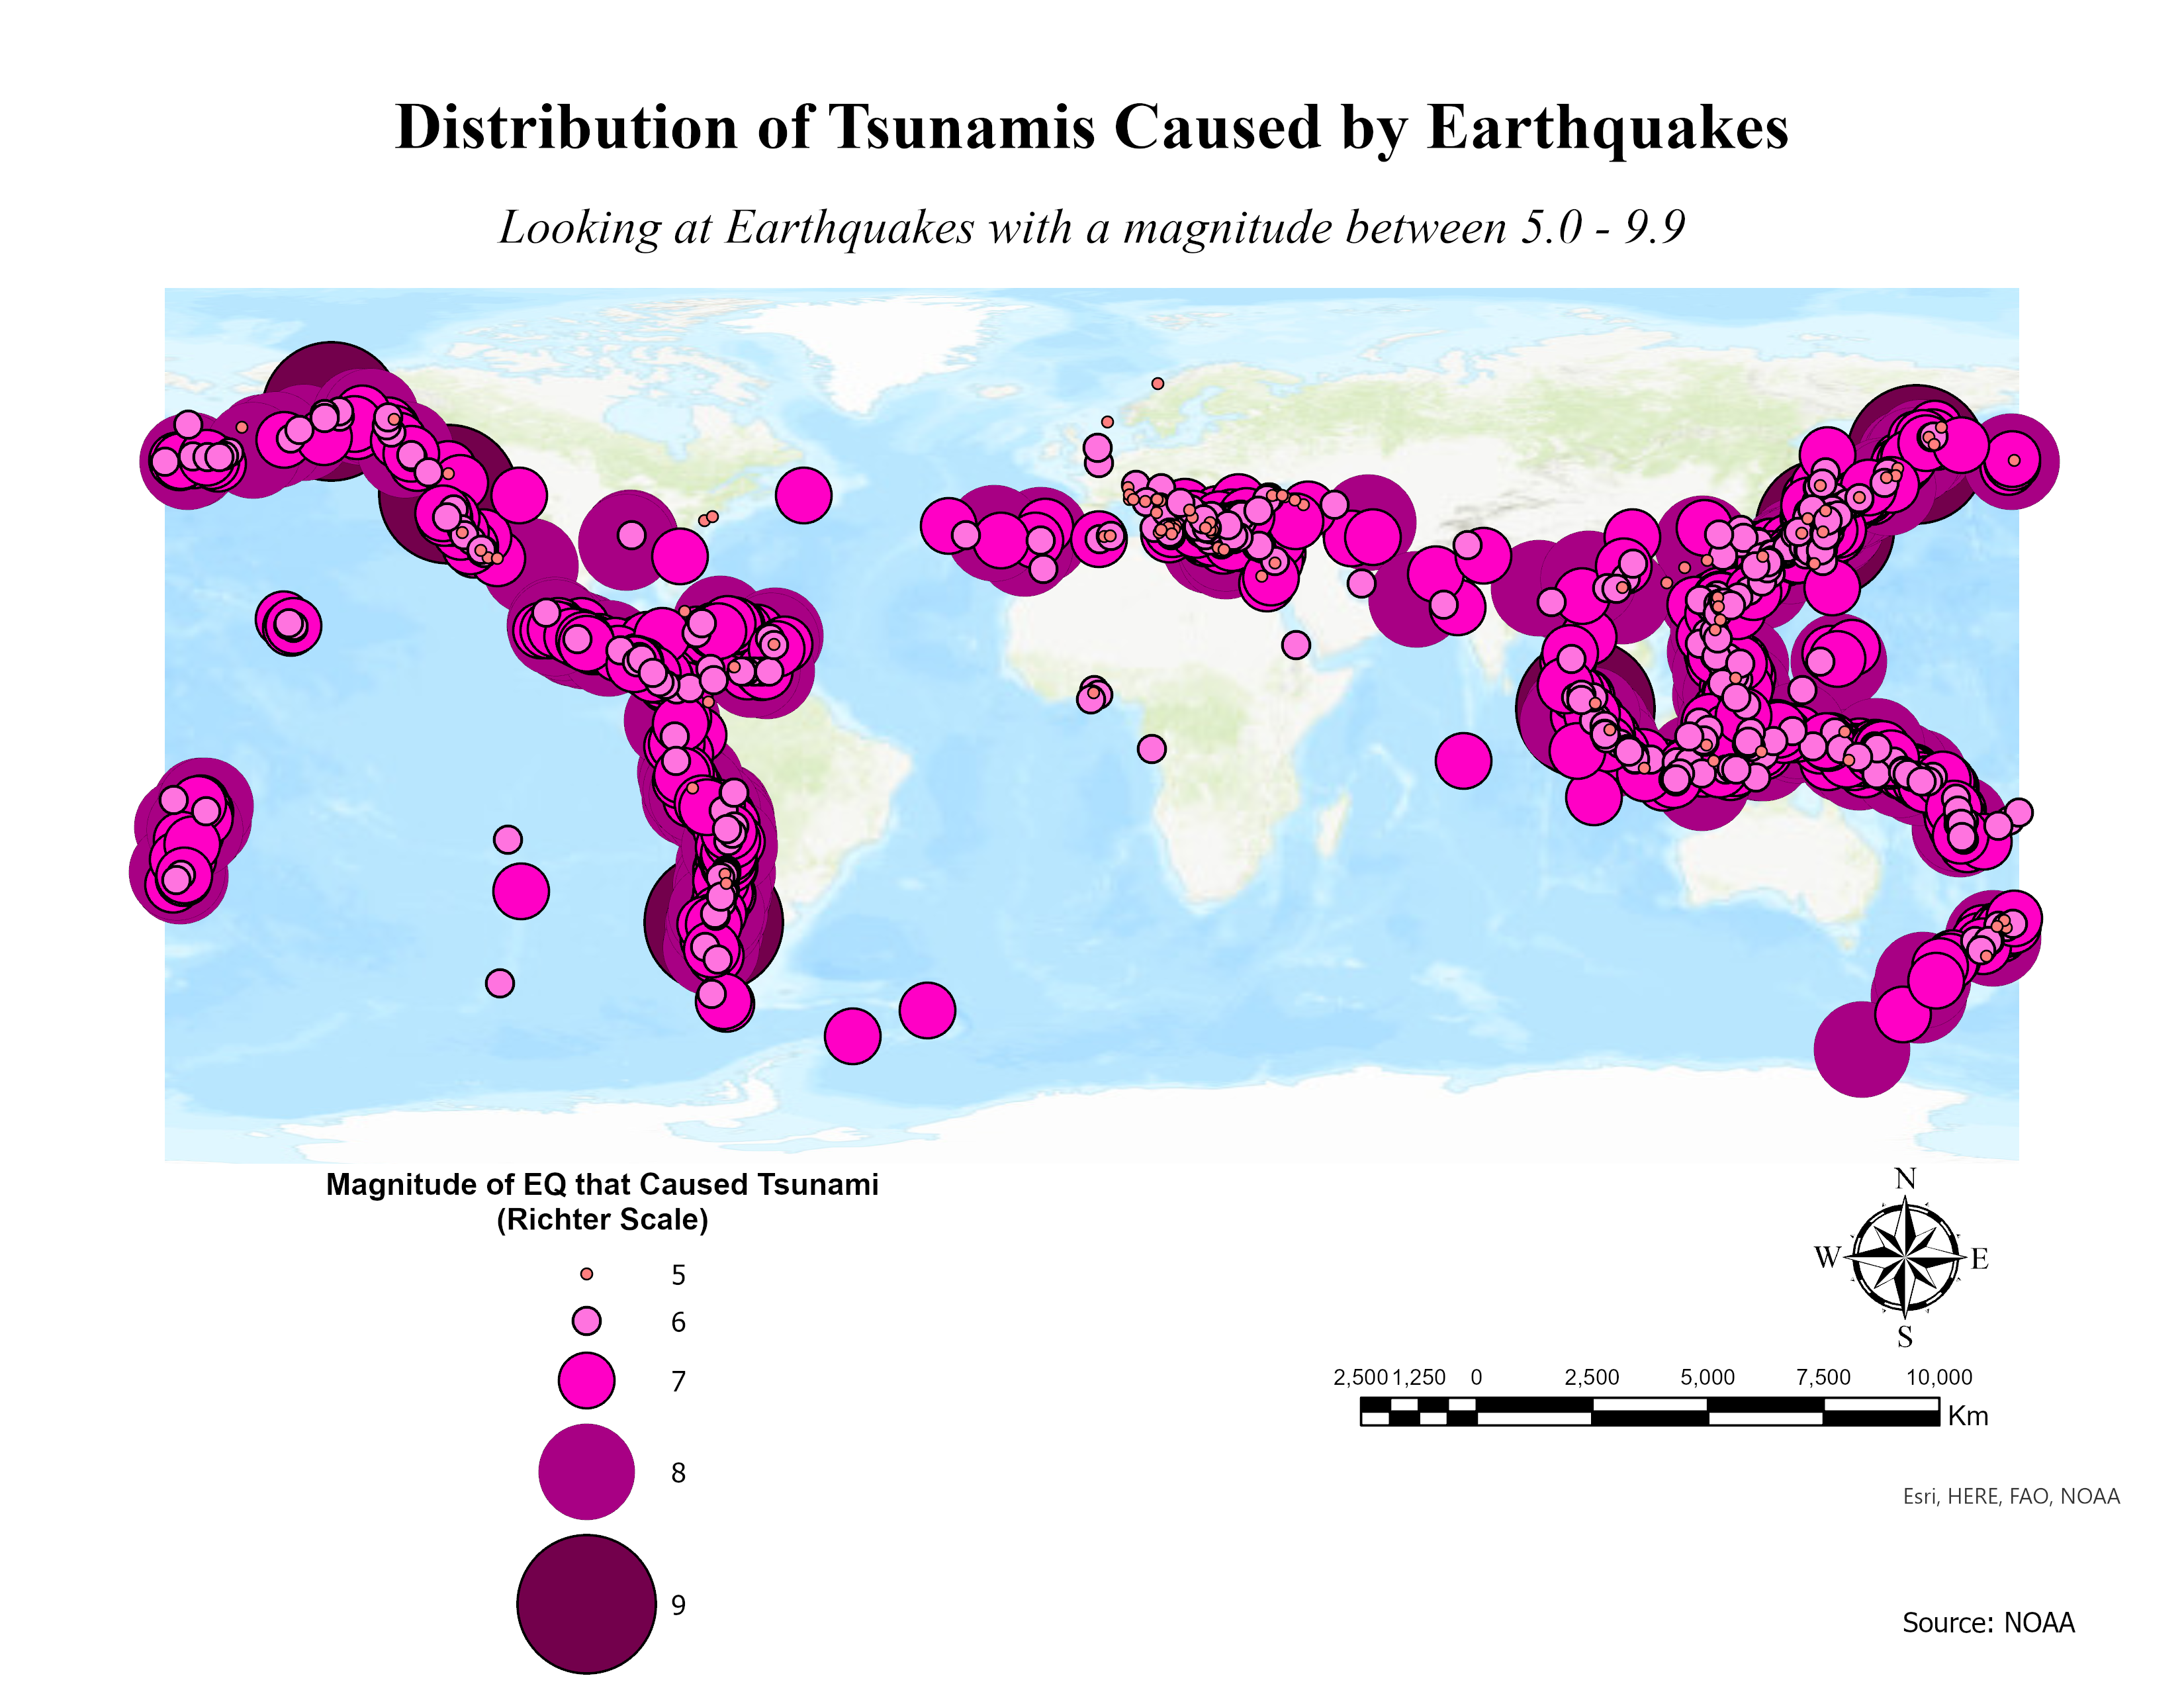 Distribution of Tsunamis Caused by Earthquakes
Looking at Earthquakes with a magnitude between 5.0 - 9.9
Magnitude of EQ that Caused Tsunami
(Richter Scale)
5
6
7
8
9
N
W E
S
2,500 1,250 0 2,500 5,000 7,500 10,000
Km
Esri, HERE, FAO, NOAA
Source: NOAA